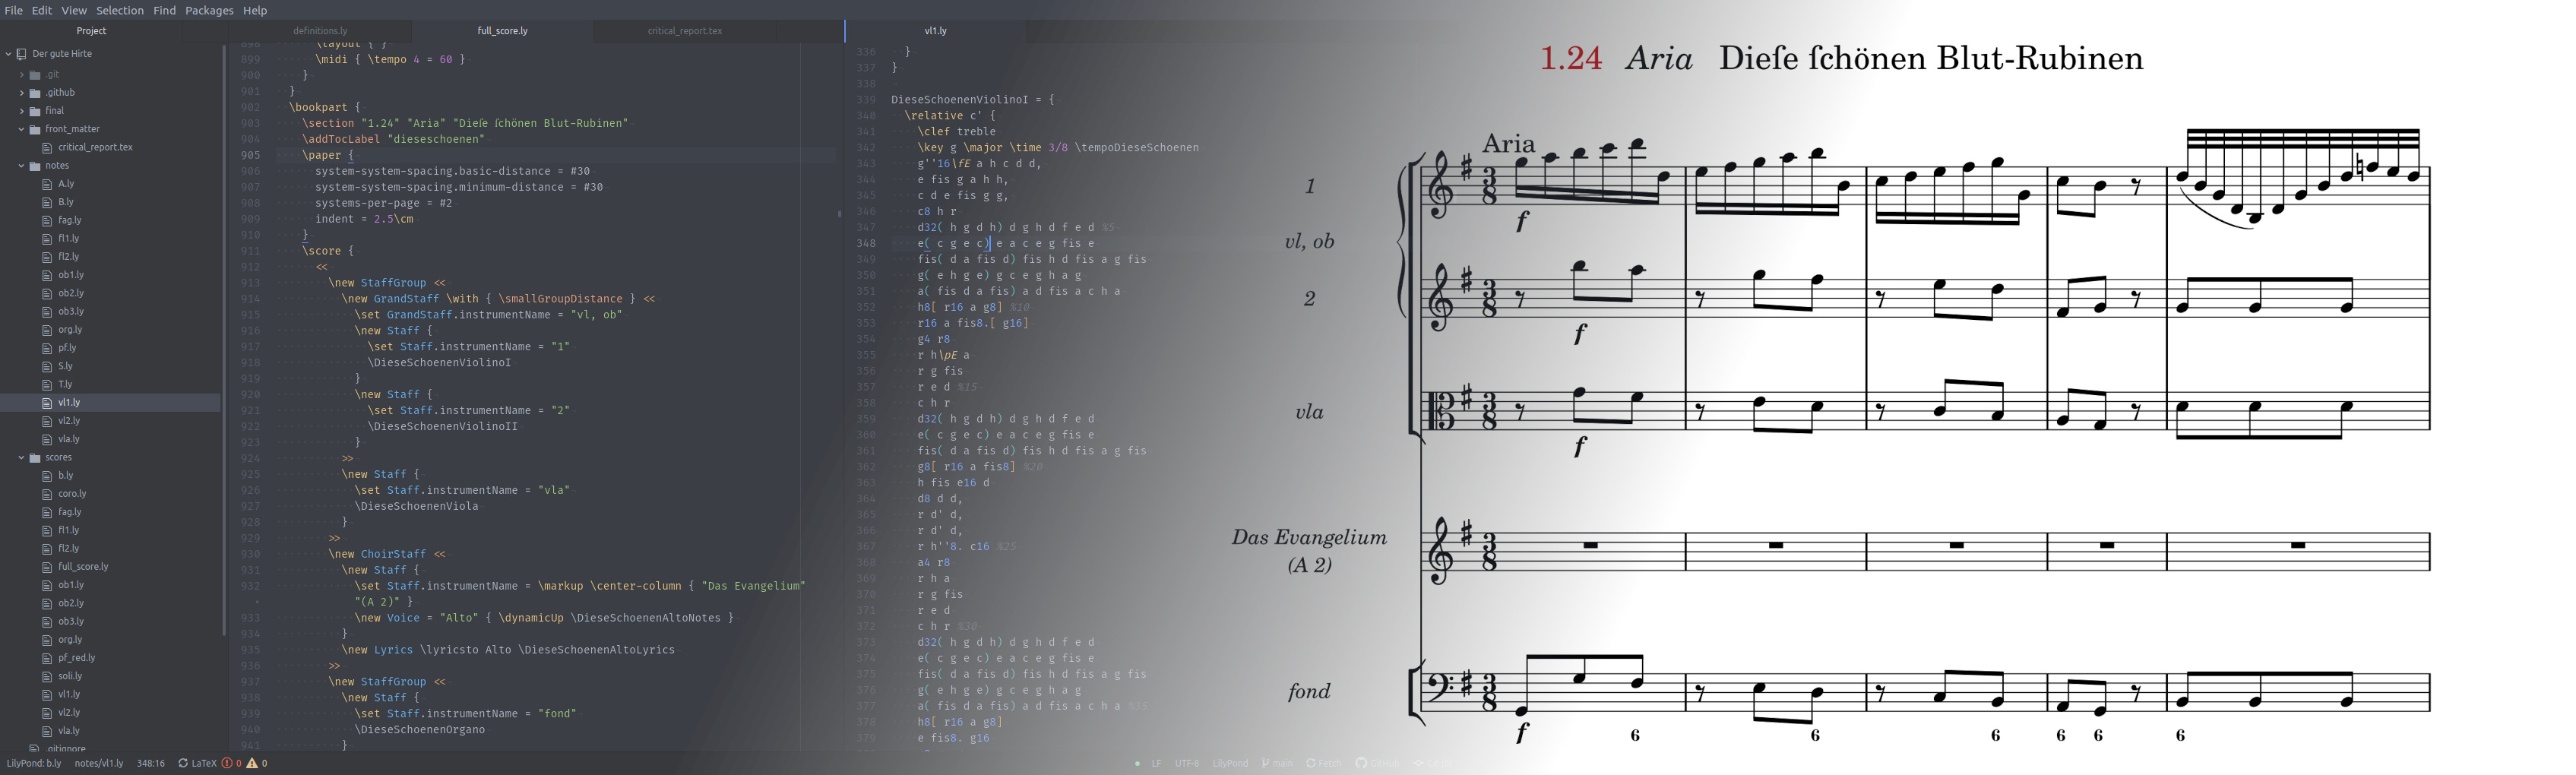 File Edit View Selection Find Packages Help
Project
definitions.ly
full_score.ly
critical_report.tex
vl1.ly
Der gute Hirte
.git
.github
final
front_matter
critical_report.tex
notes
A.ly
B.ly
fag.ly
fl1.ly
fl2.ly
ob1.ly
ob2.ly
ob3.ly
org.ly
pf.ly
S.ly
T.ly
vl1.ly
vl2.ly
vla.ly
scores
b.ly
coro.ly
fag.ly
fl1.ly
fl2.ly
full_score.ly
ob1.ly
ob2.ly
ob3.ly
org.ly
pf_red.ly
soli.ly
vl1.ly
vl2.ly
vla.ly
.gitignore
898 \layout { }
899 \midi { \tempo 4 = 60 }
900 }
901 }
902 \bookpart {
903 \section "1.24" "Aria" "Dieſe ſchönen Blut-Rubinen"
904 \addTocLabel "dieseschoenen"
905 \paper {
906 system-system-spacing.basic-distance = #30
907 system-system-spacing.minimum-distance = #30
908 systems-per-page = #2
909 indent = 2.5\cm
910 }
911 \score {
912 <<
913 \new StaffGroup <<
914 \new GrandStaff \with { \smallGroupDistance } <<
915 \set GrandStaff.instrumentName = "vl, ob"
916 \new Staff {
917 \set Staff.instrumentName = "1"
918 \DieseSchoenenViolinoI
919 }
920 \new Staff {
921 \set Staff.instrumentName = "2"
922 \DieseSchoenenViolinoII
923 }
924 >>
925 \new Staff {
926 \set Staff.instrumentName = "vla"
927 \DieseSchoenenViola
928 }
929 >>
930 \new ChoirStaff <<
931 \new Staff {
932 \set Staff.instrumentName = \markup \center-column { "Das Evangelium"
"(A 2)" }
933 \new Voice = "Alto" { \dynamicUp \DieseSchoenenAltoNotes }
934 }
935 \new Lyrics \lyricsto Alto \DieseSchoenenAltoLyrics
936 >>
937 \new StaffGroup <<
938 \new Staff {
939 \set Staff.instrumentName = "fond"
940 \DieseSchoenenOrgano
941 }
336 }
337 }
338
339 DieseSchoenenViolinoI = {
340 \relative c' {
341 \clef treble
342 \key g \major \time 3/8 \tempoDieseSchoenen
343 g''16\fE a h c d d,
344 e fis g a h h,
345 c d e fis g g,
346 c8 h r
347 d32( h g d h) d g h d f e d %5
348 e( c g e c) e a c e g fis e
349 fis( d a fis d) fis h d fis a g fis
350 g( e h g e) g c e g h a g
351 a( fis d a fis) a d fis a c h a
352 h8[ r16 a g8] %10
353 r16 a fis8.[ g16]
354 g4 r8
355 r h\pE a
356 r g fis
357 r e d %15
358 c h r
359 d32( h g d h) d g h d f e d
360 e( c g e c) e a c e g fis e
361 fis( d a fis d) fis h d fis a g fis
362 g8[ r16 a fis8] %20
363 h fis e16 d
364 d8 d d,
365 r d' d,
366 r d' d,
367 r h''8. c16 %25
368 a4 r8
369 r h a
370 r g fis
371 r e d
372 c h r %30
373 d32( h g d h) d g h d f e d
374 e( c g e c) e a c e g fis e
375 fis( d a fis d) fis h d fis a g fis
376 g( e h g e) g c e g h a g
377 a( fis d a fis) a d fis a c h a %35
378 h8[ r16 a g8]
379 e fis8. g16
1.24 Aria Dieſe ſchönen Blut-Rubinen
Aria
1
3
8
f
vl, ob
2
3
8
f
vla
3
8
f
Das Evangelium
(A 2)
3
8
fond
3
8
f 6 6 6 6 6 6
LilyPond: b.ly notes/vl1.ly 348:16 LaTeX 0 0
LF UTF-8 LilyPond main Fetch GitHub